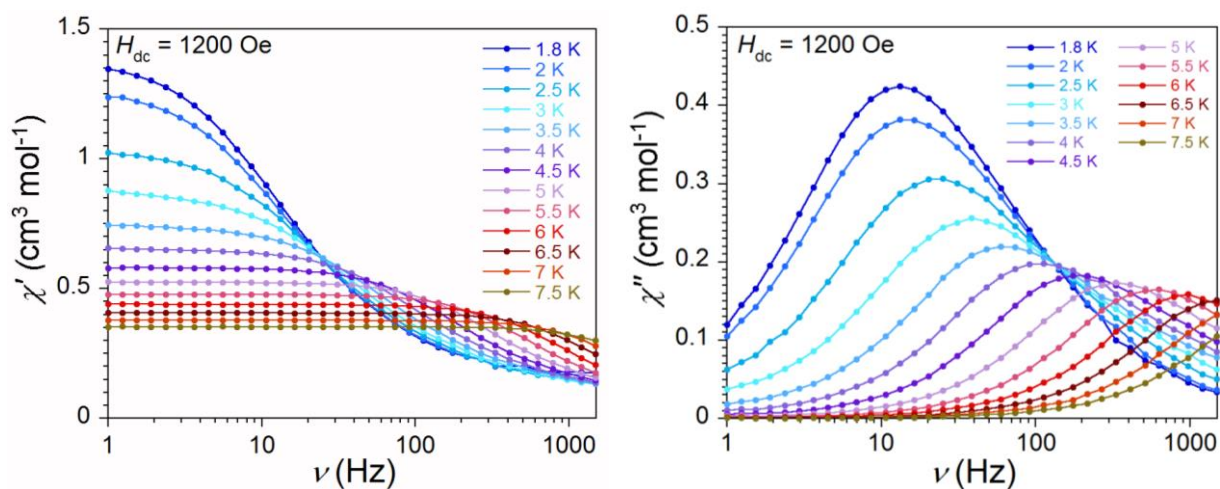 1.5
1
0.5
0
χ′ (cm³ mol⁻¹)
H_dc = 1200 Oe
1.8 K
2 K
2.5 K
3 K
3.5 K
4 K
4.5 K
5 K
5.5 K
6 K
6.5 K
7 K
7.5 K
1
10
100
1000
ν (Hz)
0.5
0.4
0.3
0.2
0.1
0
χ″ (cm³ mol⁻¹)
H_dc = 1200 Oe
1.8 K
2 K
2.5 K
3 K
3.5 K
4 K
4.5 K
5 K
5.5 K
6 K
6.5 K
7 K
7.5 K
1
10
100
1000
ν (Hz)